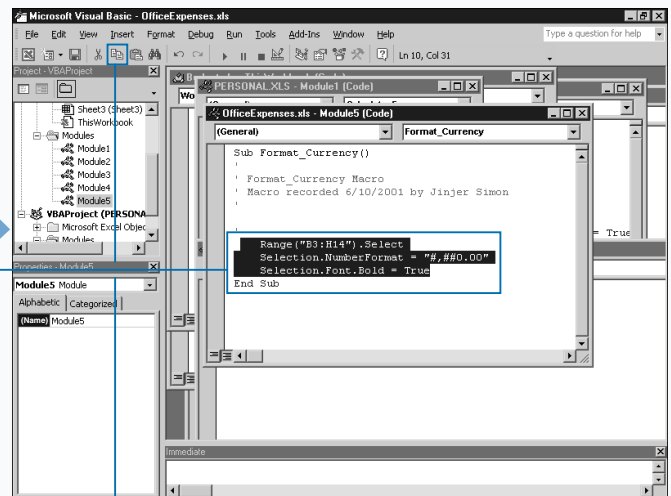 Microsoft Visual Basic - OfficeExpenses.xls
File Edit View Insert Format Debug Run Tools Add-Ins Window Help
Type a question for help
Ln 10, Col 31
Project - VBAProject
Sheet3 (Sheet3)
ThisWorkbook
Modules
Module1
Module2
Module3
Module4
Module5
VBAProject (PERSONA
Microsoft Excel Objec
Modules
Properties - Module5
Module5 Module
Alphabetic Categorized
(Name) Module5
PERSONAL.XLS - Module1 (Code)
OfficeExpenses.xls - Module5 (Code)
(General) Format_Currency
Sub Format_Currency()
'
' Format_Currency Macro
' Macro recorded 6/10/2001 by Jinjer Simon
'
'
Range("B3:H14").Select
Selection.NumberFormat = "#,##0.00"
Selection.Font.Bold = True
End Sub
= True
Immediate